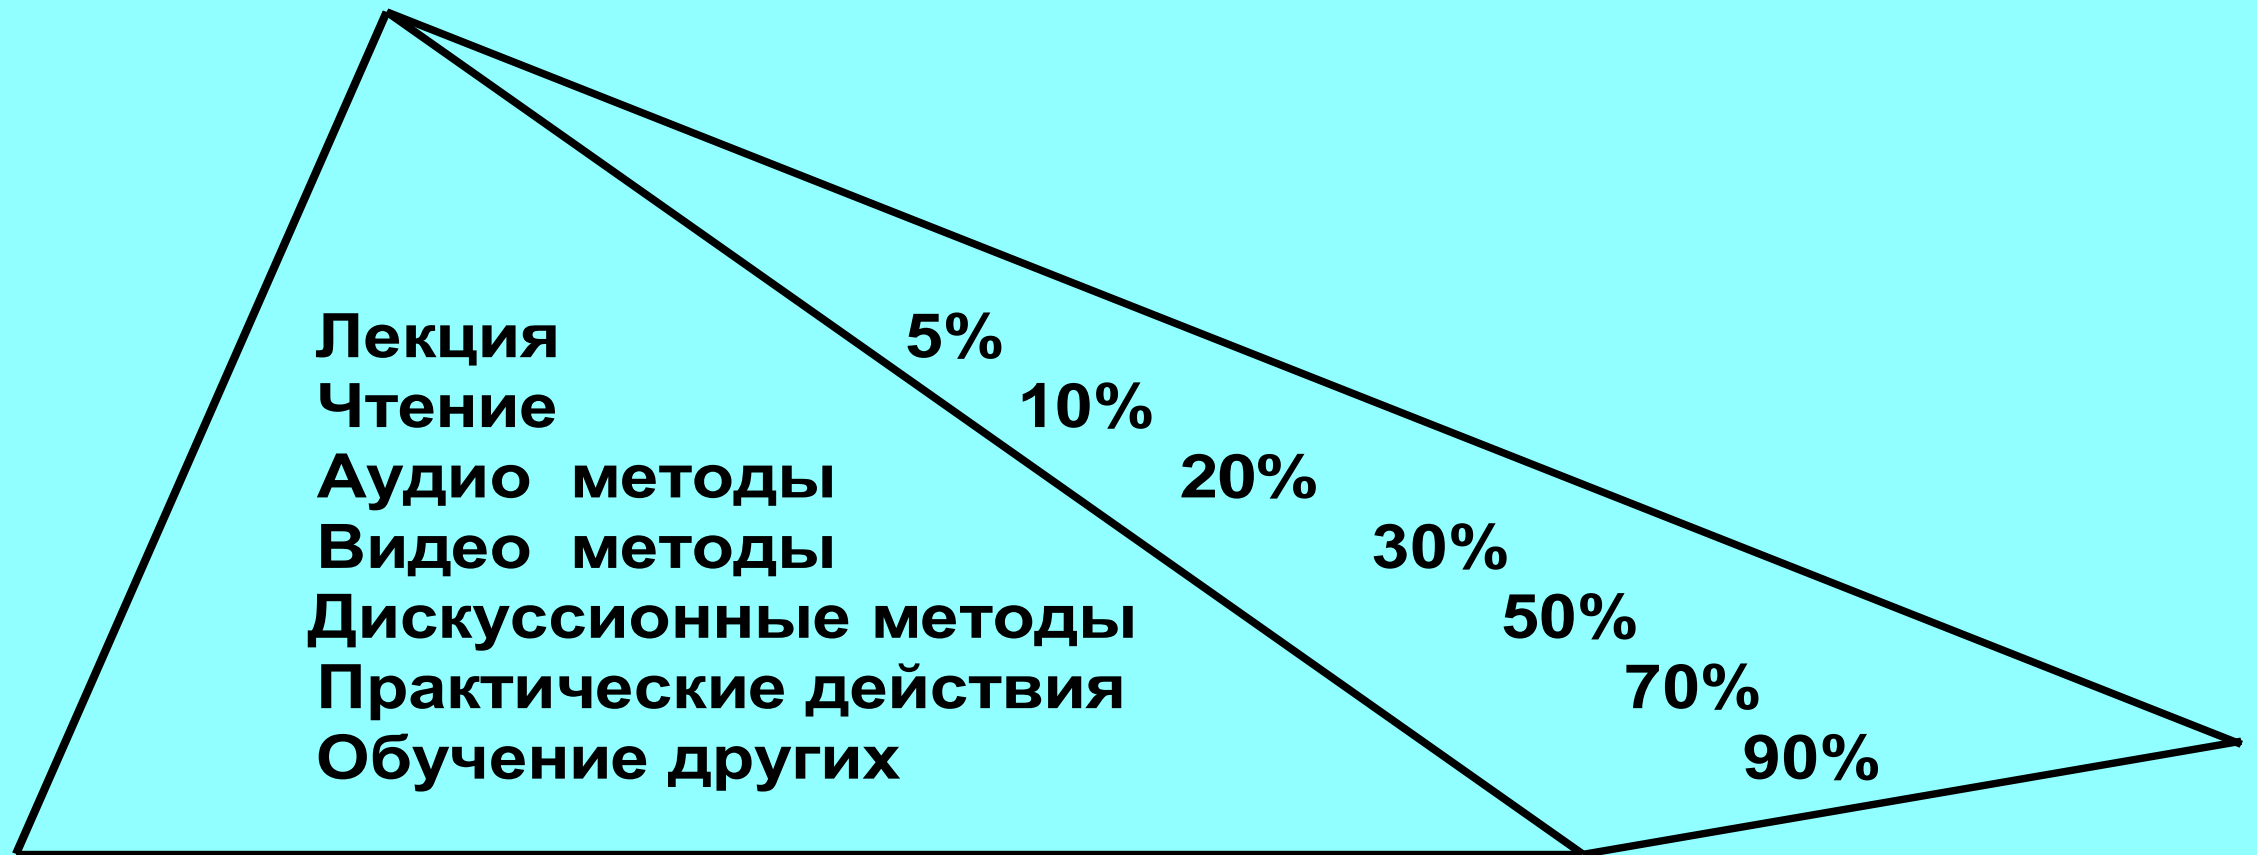 Лекция 5%
Чтение 10%
Аудио методы 20%
Видео методы 30%
Дискуссионные методы 50%
Практические действия 70%
Обучение других 90%